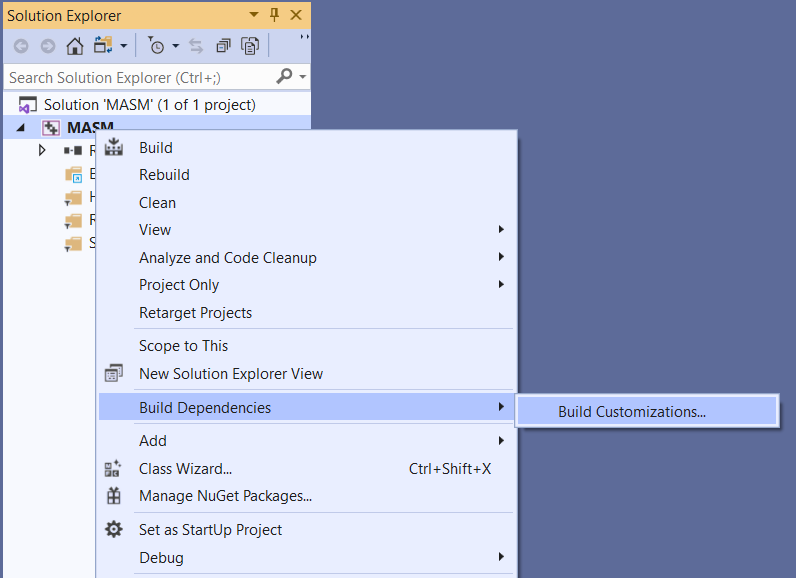 Solution Explorer
Search Solution Explorer (Ctrl+;)
Solution 'MASM' (1 of 1 project)
MASM
Build
Rebuild
Clean
View
Analyze and Code Cleanup
Project Only
Retarget Projects
Scope to This
New Solution Explorer View
Build Dependencies
Build Customizations...
Add
Class Wizard... Ctrl+Shift+X
Manage NuGet Packages...
Set as StartUp Project
Debug